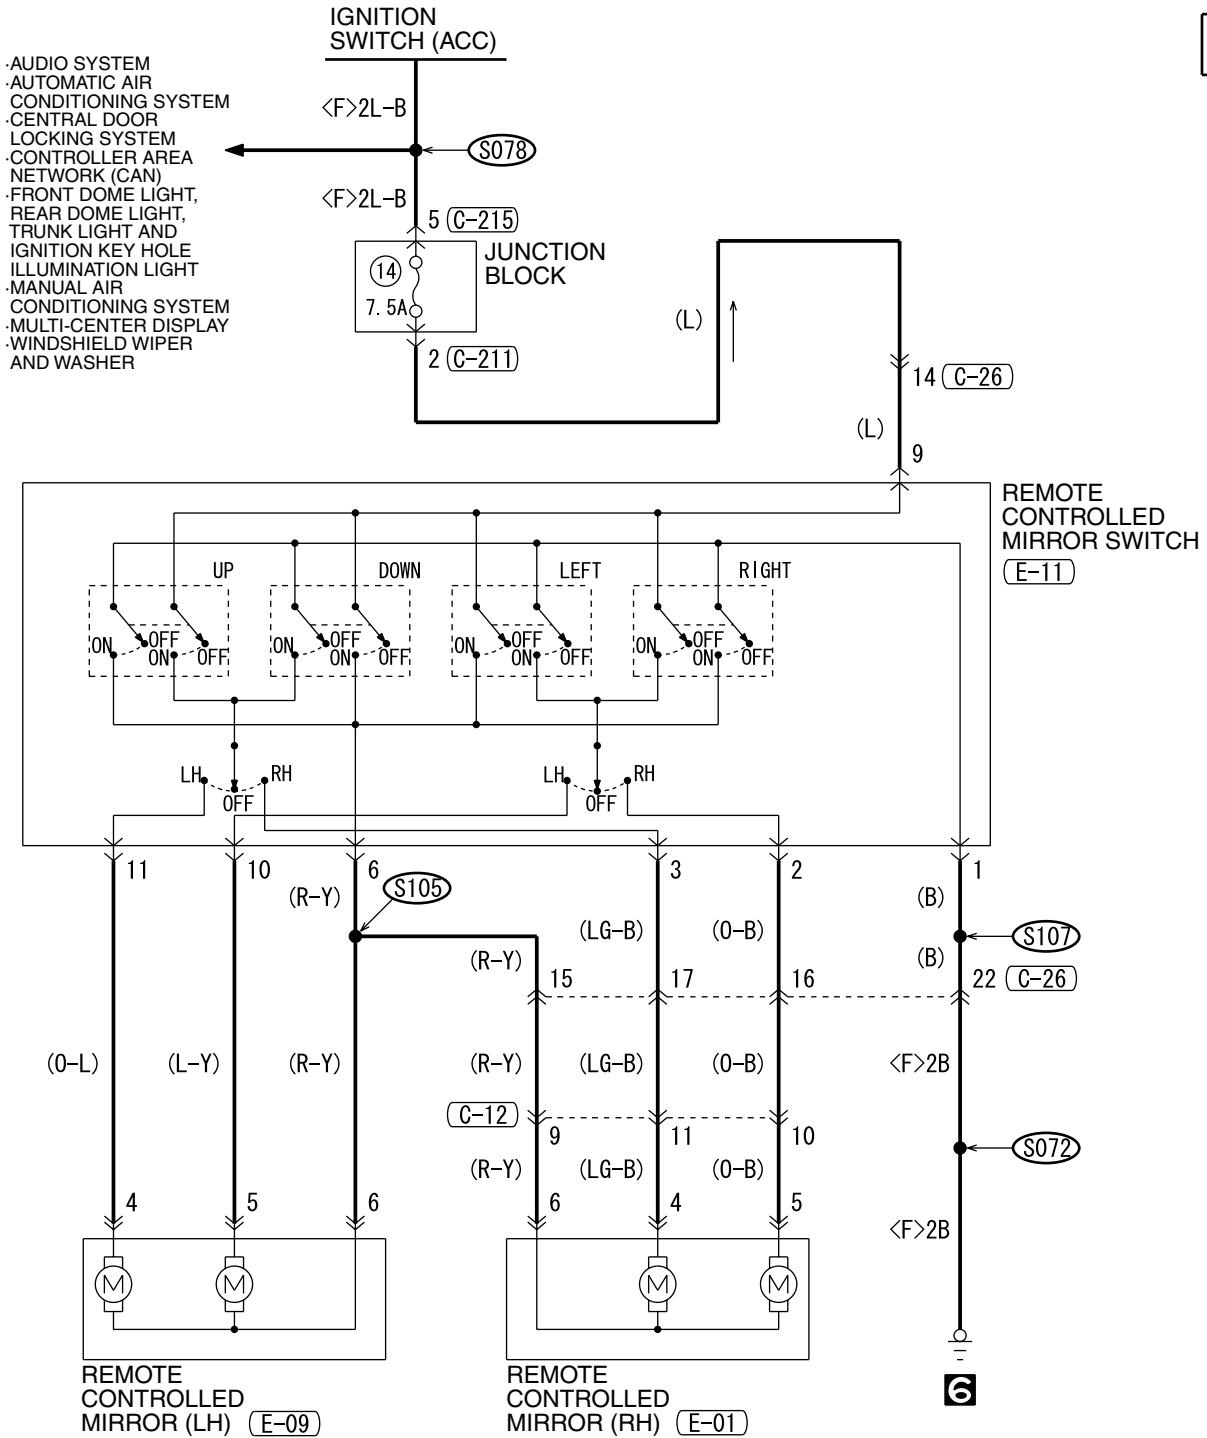 IGNITION
SWITCH (ACC)
·AUDIO SYSTEM
·AUTOMATIC AIR
CONDITIONING SYSTEM
·CENTRAL DOOR
LOCKING SYSTEM
·CONTROLLER AREA
NETWORK (CAN)
·FRONT DOME LIGHT,
REAR DOME LIGHT,
TRUNK LIGHT AND
IGNITION KEY HOLE
ILLUMINATION LIGHT
·MANUAL AIR
CONDITIONING SYSTEM
·MULTI-CENTER DISPLAY
·WINDSHIELD WIPER
AND WASHER
<F>2L-B
S078
<F>2L-B
5 C-215
JUNCTION
BLOCK
14
7.5A
2 C-211
(L)
14 C-26
(L)
9
REMOTE
CONTROLLED
MIRROR SWITCH
E-11
UP DOWN LEFT RIGHT
ON OFF ON OFF ON OFF ON OFF
ON OFF ON OFF ON OFF ON OFF
LH RH LH RH
OFF OFF
11 10 6 3 2 1
(R-Y) S105 (B)
(LG-B) (O-B) S107
(R-Y) (B)
15 17 16 22 C-26
(O-L) (L-Y) (R-Y) (R-Y) (LG-B) (O-B) <F>2B
C-12
9 11 10
S072
(R-Y) (LG-B) (O-B)
4 5 6 6 4 5
<F>2B
M M M M
REMOTE
CONTROLLED
MIRROR (LH) E-09
REMOTE
CONTROLLED
MIRROR (RH) E-01
6